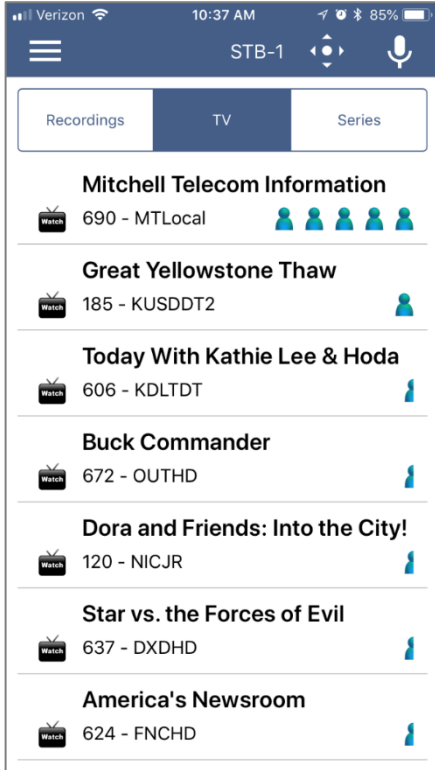 Verizon 10:37 AM 85%
STB-1
Recordings TV Series
Mitchell Telecom Information
Watch 690 - MTLocal
Great Yellowstone Thaw
Watch 185 - KUSDDT2
Today With Kathie Lee & Hoda
Watch 606 - KDLTDT
Buck Commander
Watch 672 - OUTHD
Dora and Friends: Into the City!
Watch 120 - NICJR
Star vs. the Forces of Evil
Watch 637 - DXDHD
America's Newsroom
Watch 624 - FNCHD